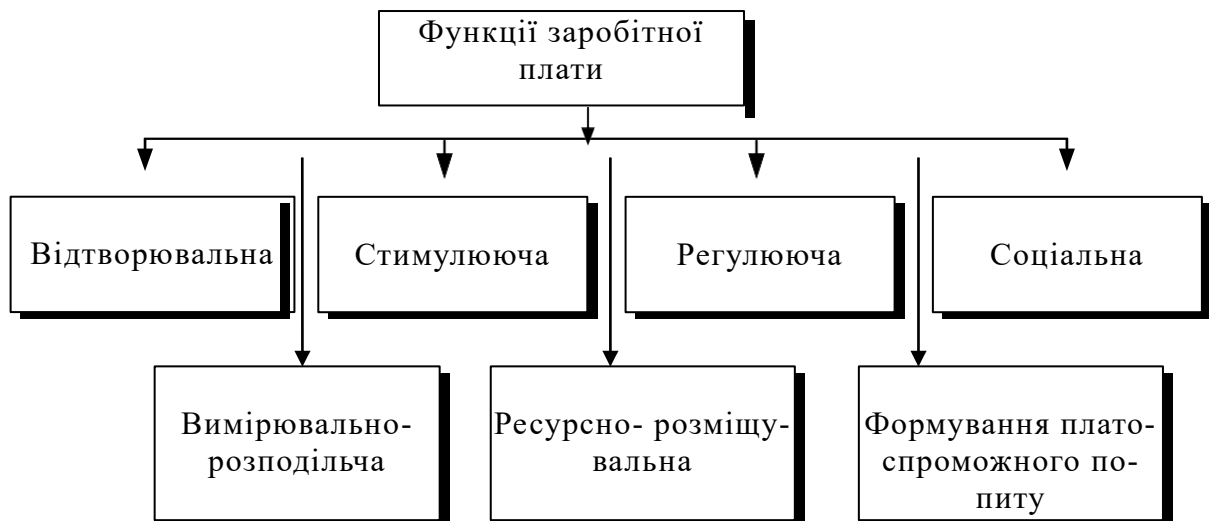 Функції заробітної
плати
Відтворювальна
Стимулююча
Регулююча
Соціальна
Вимірювально-
розподільча
Ресурсно- розміщу-
вальна
Формування плато-
спроможного по-
питу